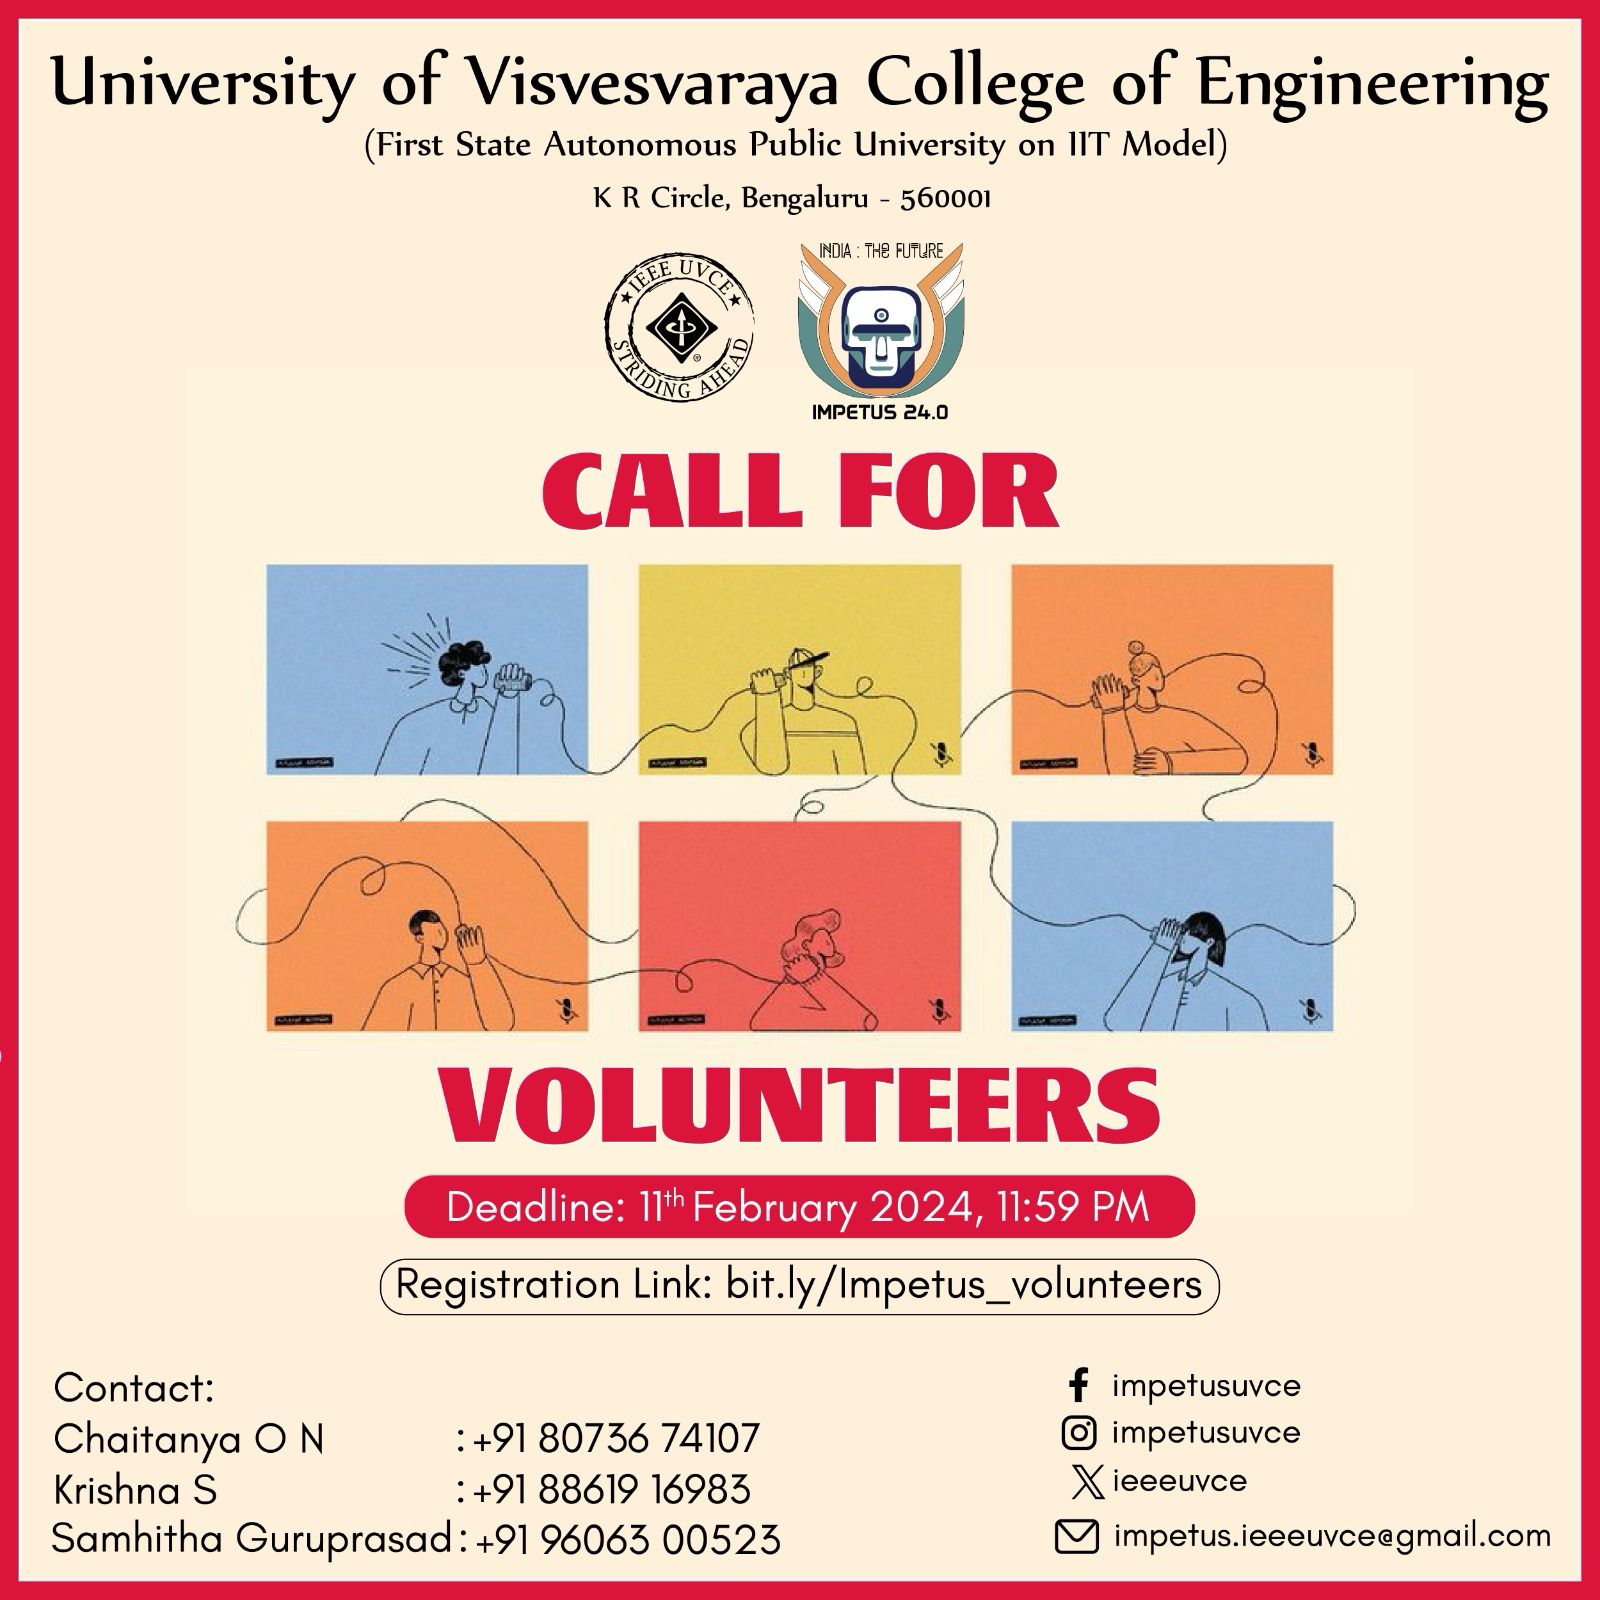 University of Visvesvaraya College of Engineering
(First State Autonomous Public University on IIT Model)
K R Circle, Bengaluru - 560001
IEEE UVCE
STRIDING AHEAD
INDIA : THE FUTURE
IMPETUS 24.0
CALL FOR
VOLUNTEERS
Deadline: 11th February 2024, 11:59 PM
Registration Link: bit.ly/Impetus_volunteers
Contact:
Chaitanya O N : +91 80736 74107
Krishna S : +91 88619 16983
Samhitha Guruprasad : +91 96063 00523
impetusuvce
impetusuvce
ieeeuvce
impetus.ieeeuvce@gmail.com